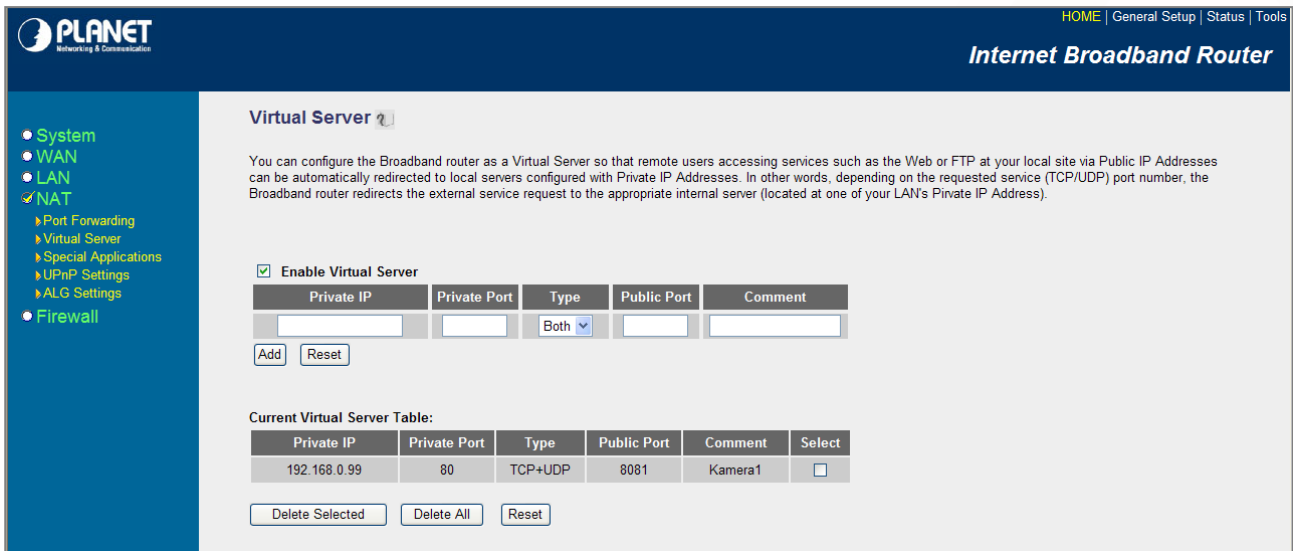 PLANET
Networking & Communication
HOME | General Setup | Status | Tools
Internet Broadband Router
System
WAN
LAN
NAT
Port Forwarding
Virtual Server
Special Applications
UPnP Settings
ALG Settings
Firewall
Virtual Server
You can configure the Broadband router as a Virtual Server so that remote users accessing services such as the Web or FTP at your local site via Public IP Addresses
can be automatically redirected to local servers configured with Private IP Addresses. In other words, depending on the requested service (TCP/UDP) port number, the
Broadband router redirects the external service request to the appropriate internal server (located at one of your LAN's Private IP Address).
Enable Virtual Server
Private IP Private Port Type Public Port Comment
Both
Add Reset
Current Virtual Server Table:
Private IP Private Port Type Public Port Comment Select
192.168.0.99 80 TCP+UDP 8081 Kamera1
Delete Selected Delete All Reset